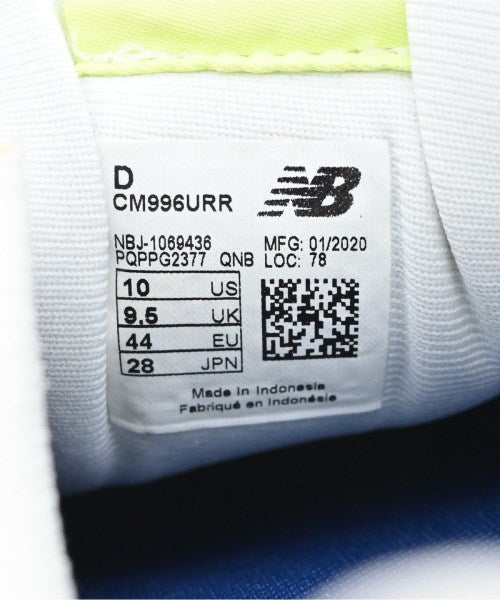 D
CM996URR
NB
NBJ-1069436 MFG: 01/2020
PQPPG2377 QNB LOC: 78
10 US
9.5 UK
44 EU
28 JPN
Made in Indonesia
Fabriqué en Indonésie